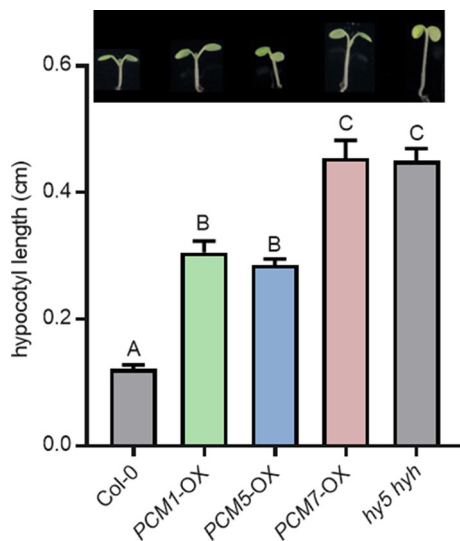 0.6
0.4
0.2
0.0
hypocotyl length (cm)
A
B
B
C
C
Col-0
PCM1-OX
PCM5-OX
PCM7-OX
hy5 hyh